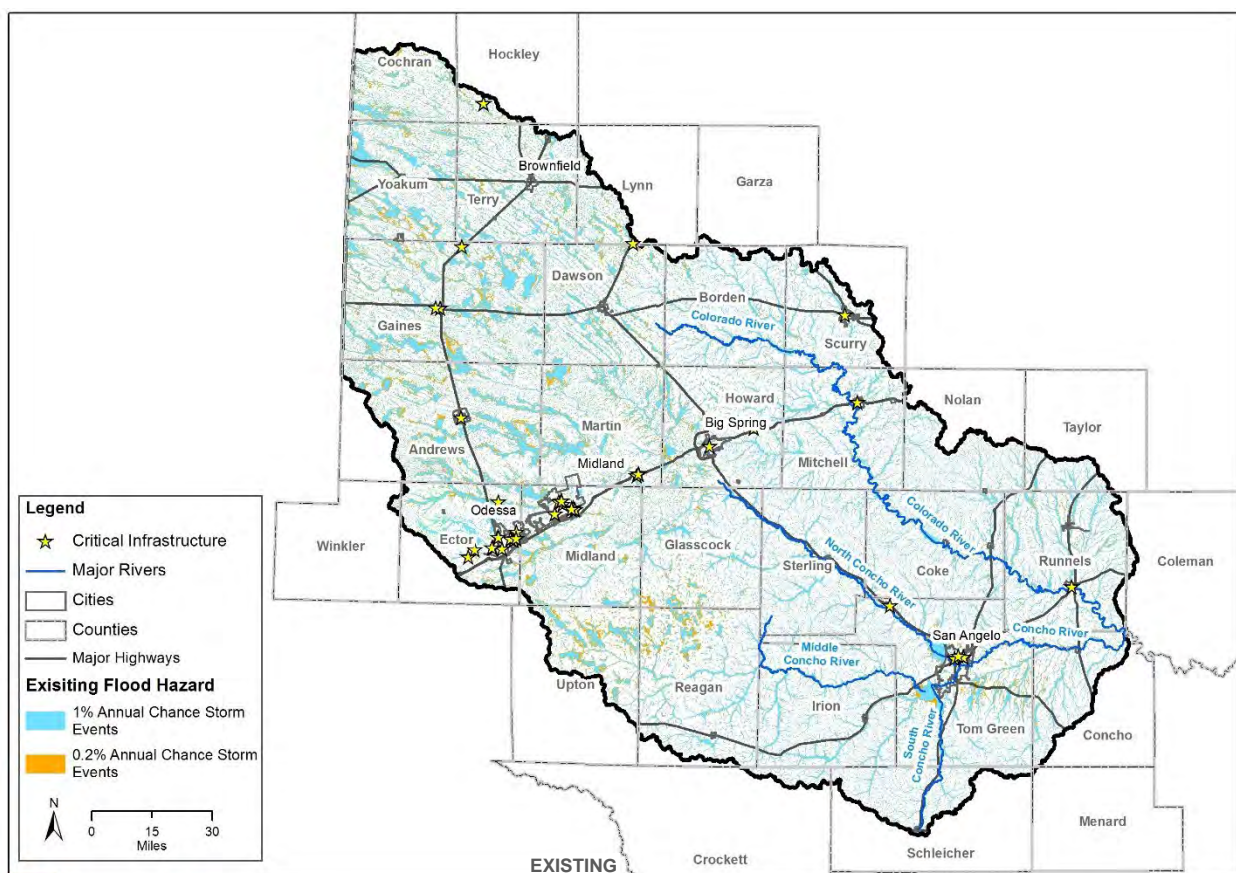 Hockley
Cochran
Brownfield
Yoakum
Lynn
Garza
Terry
Dawson
Borden
Gaines
Colorado River
Scurry
Howard
Nolan
Taylor
Big Spring
Martin
Andrews
Midland
Mitchell
Odessa
Ector
Winkler
Midland
Glasscock
Sterling
North Concho River
Colorado River
Coke
Runnels
Coleman
San Angelo
Concho River
Middle
Concho River
Upton
Reagan
Irion
South
Concho River
Tom Green
Concho
Menard
Schleicher
Crockett
EXISTING
Legend
Critical Infrastructure
Major Rivers
Cities
Counties
Major Highways
Exisiting Flood Hazard
1% Annual Chance Storm
Events
0.2% Annual Chance Storm
Events
N
0 15 30
Miles